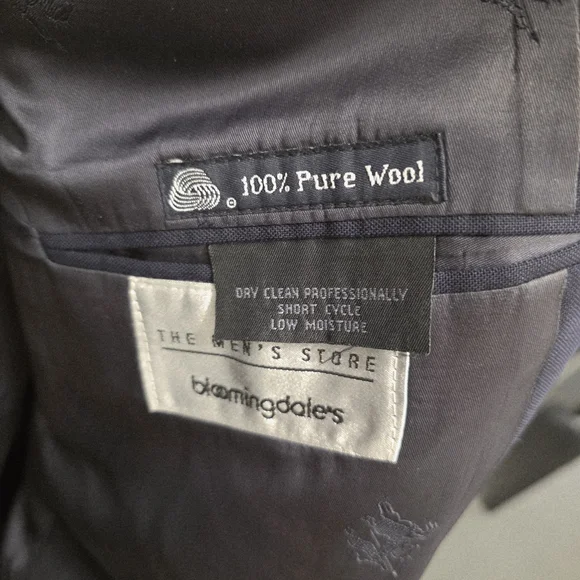 100% Pure Wool
DRY CLEAN PROFESSIONALLY
SHORT CYCLE
LOW MOISTURE
THE MEN'S STORE
bloomingdale's